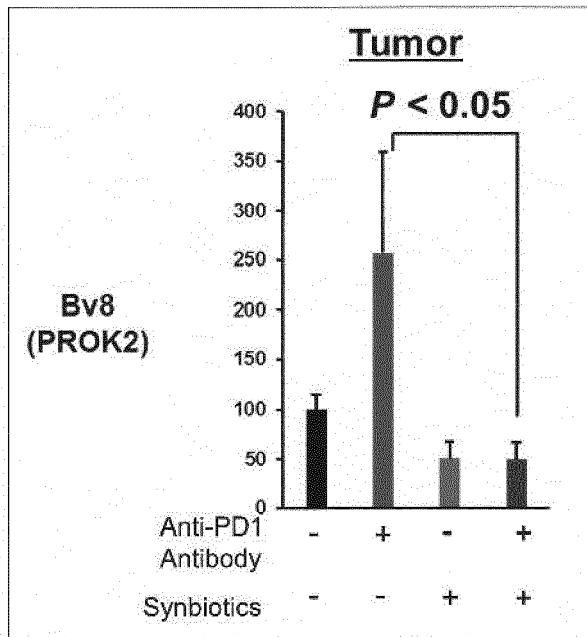 Tumor
P < 0.05
400
350
300
250
200
150
100
50
0
Bv8
(PROK2)
Anti-PD1
Antibody
- + - +
Synbiotics
- - + +